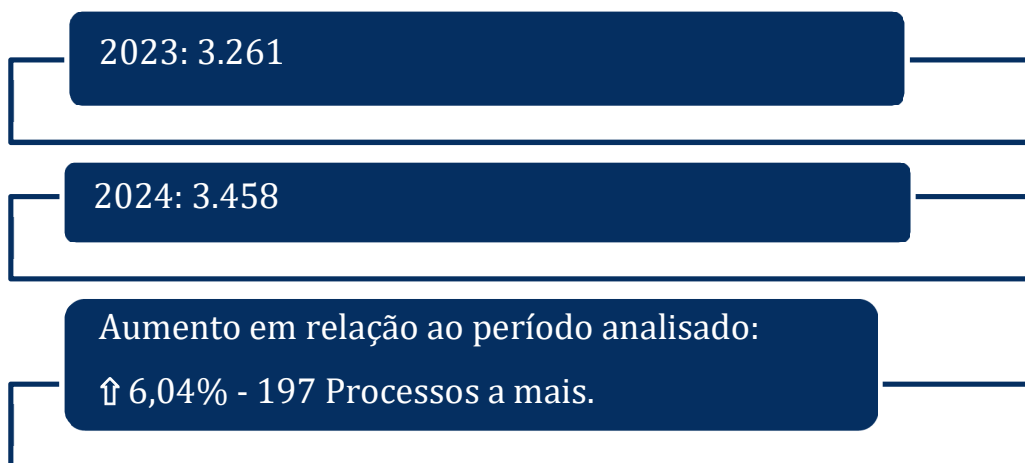 2023: 3.261
2024: 3.458
Aumento em relação ao período analisado:
⇧ 6,04% - 197 Processos a mais.